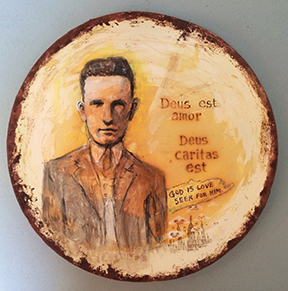 Deus est
amor
Deus
caritas
est
GOD IS LOVE
SEEK FOR HIM